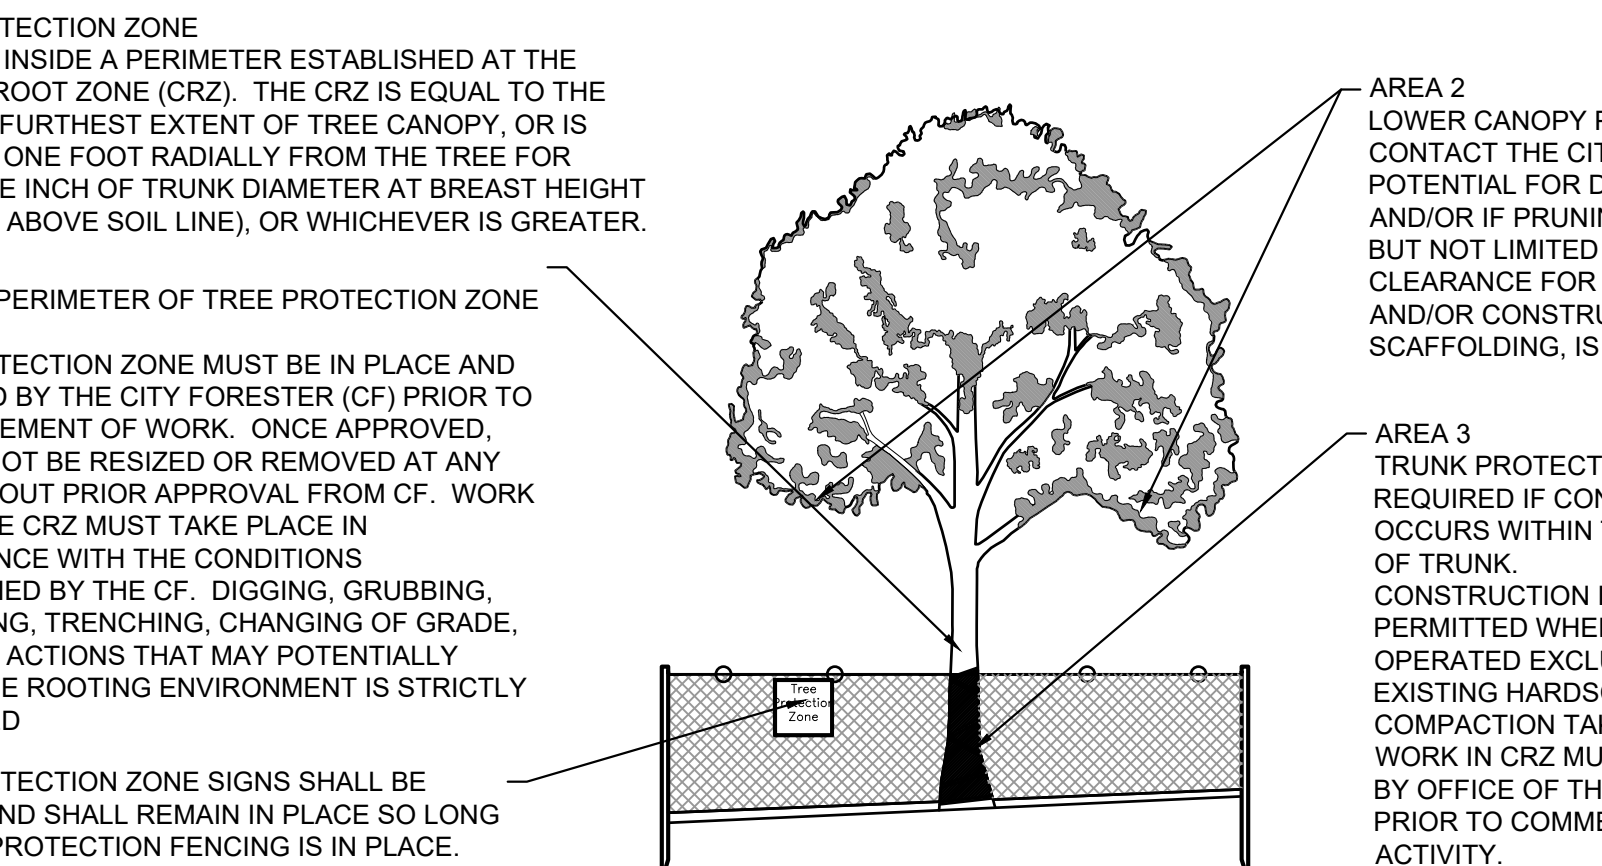 TECTION ZONE
INSIDE A PERIMETER ESTABLISHED AT THE
ROOT ZONE (CRZ).  THE CRZ IS EQUAL TO THE
FURTHEST EXTENT OF TREE CANOPY, OR IS
ONE FOOT RADIALLY FROM THE TREE FOR
E INCH OF TRUNK DIAMETER AT BREAST HEIGHT
ABOVE SOIL LINE), OR WHICHEVER IS GREATER.
PERIMETER OF TREE PROTECTION ZONE
TECTION ZONE MUST BE IN PLACE AND
D BY THE CITY FORESTER (CF) PRIOR TO
EMENT OF WORK.  ONCE APPROVED,
OT BE RESIZED OR REMOVED AT ANY
OUT PRIOR APPROVAL FROM CF.  WORK
E CRZ MUST TAKE PLACE IN
NCE WITH THE CONDITIONS
NED BY THE CF.  DIGGING, GRUBBING,
NG, TRENCHING, CHANGING OF GRADE,
ACTIONS THAT MAY POTENTIALLY
E ROOTING ENVIRONMENT IS STRICTLY
ED
TECTION ZONE SIGNS SHALL BE
ND SHALL REMAIN IN PLACE SO LONG
PROTECTION FENCING IS IN PLACE.
Tree
Protection
Zone
AREA 2
LOWER CANOPY P
CONTACT THE CIT
POTENTIAL FOR D
AND/OR IF PRUNIN
BUT NOT LIMITED
CLEARANCE FOR
AND/OR CONSTRU
SCAFFOLDING, IS
AREA 3
TRUNK PROTECT
REQUIRED IF CON
OCCURS WITHIN
OF TRUNK.
CONSTRUCTION
PERMITTED WHE
OPERATED EXCLU
EXISTING HARDSC
COMPACTION TA
WORK IN CRZ MU
BY OFFICE OF TH
PRIOR TO COMME
ACTIVITY.